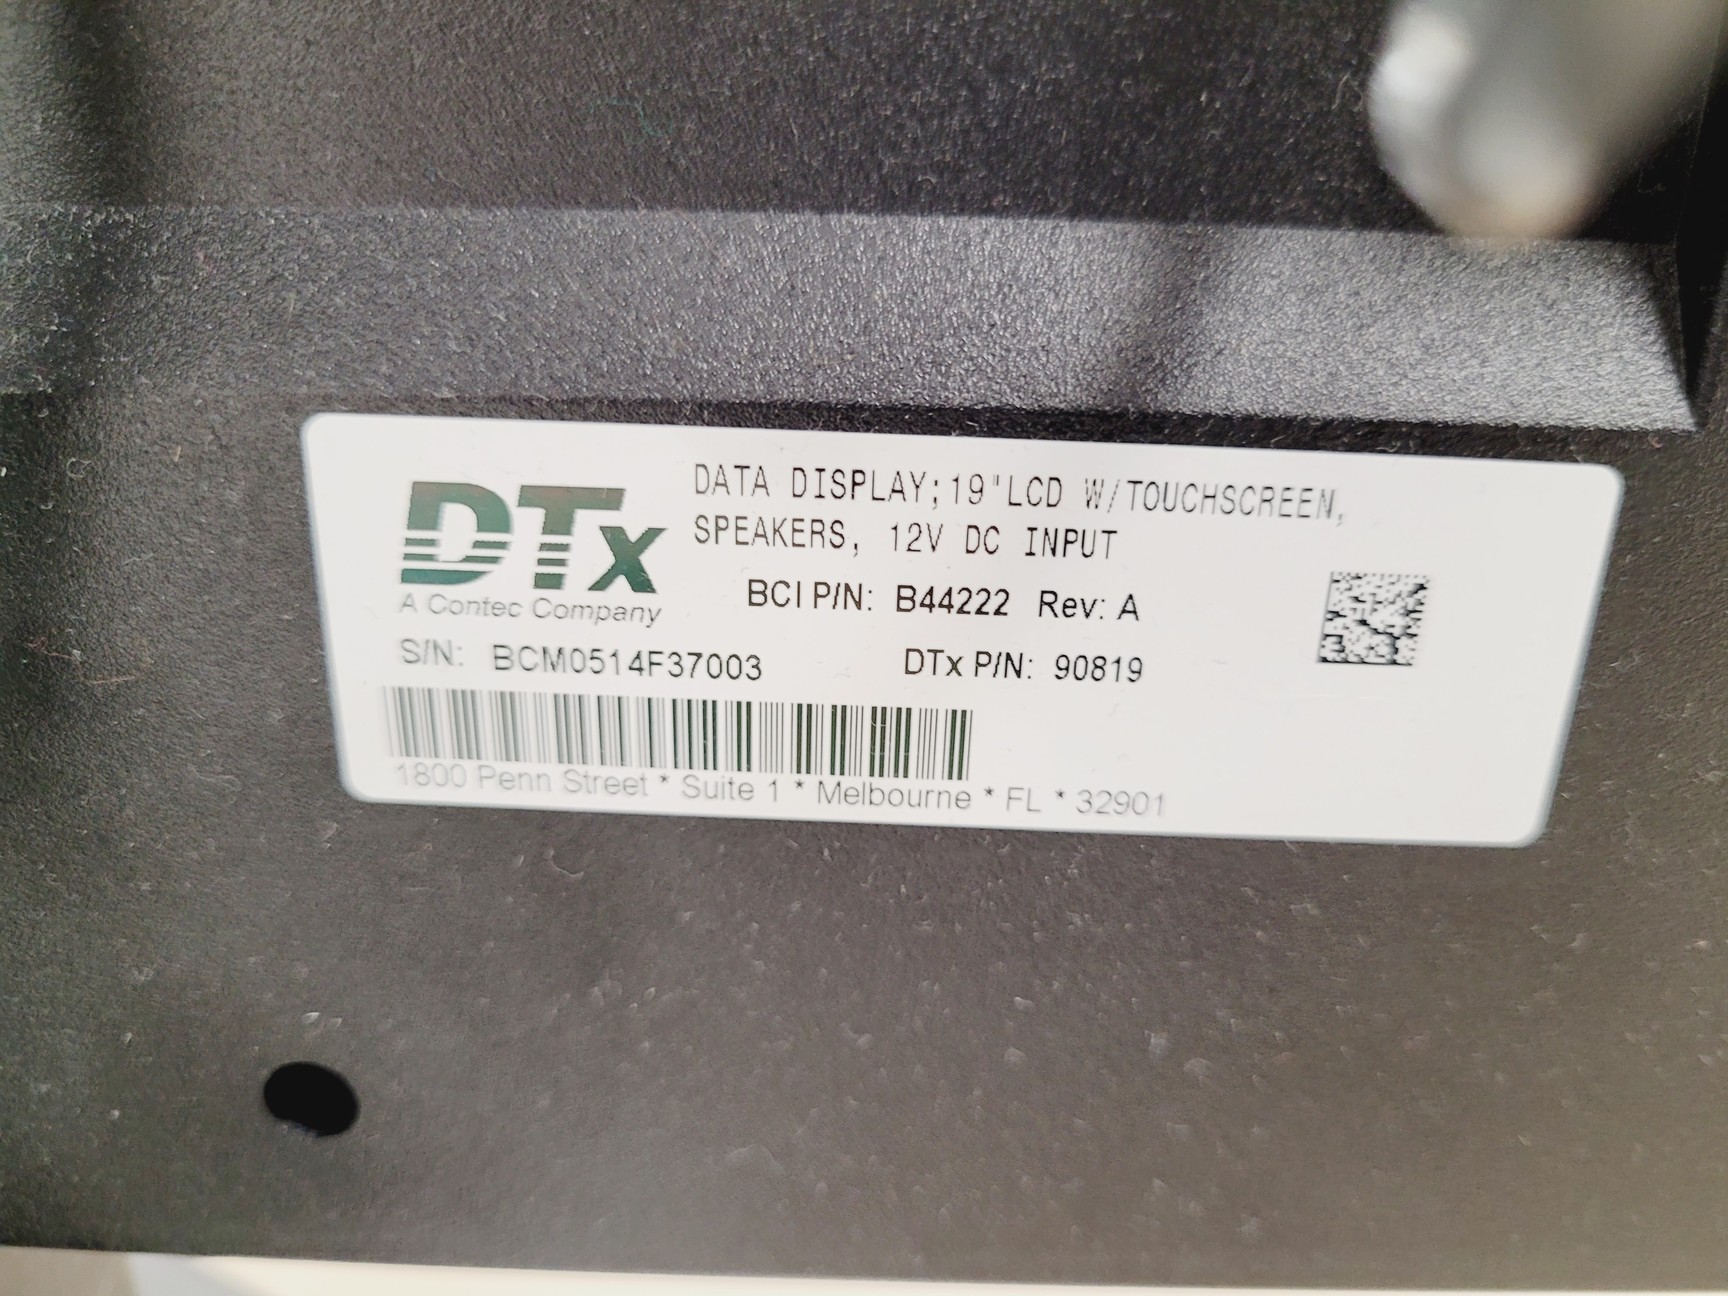 DTx
A Contec Company
DATA DISPLAY;19"LCD W/TOUCHSCREEN,
SPEAKERS, 12V DC INPUT
BCI P/N: B44222 Rev: A
S/N: BCM0514F37003 DTx P/N: 90819
1800 Penn Street * Suite 1 * Melbourne * FL * 32901